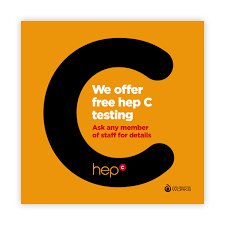 We offer
free hep C
testing
Ask any member
of staff for details
hep c